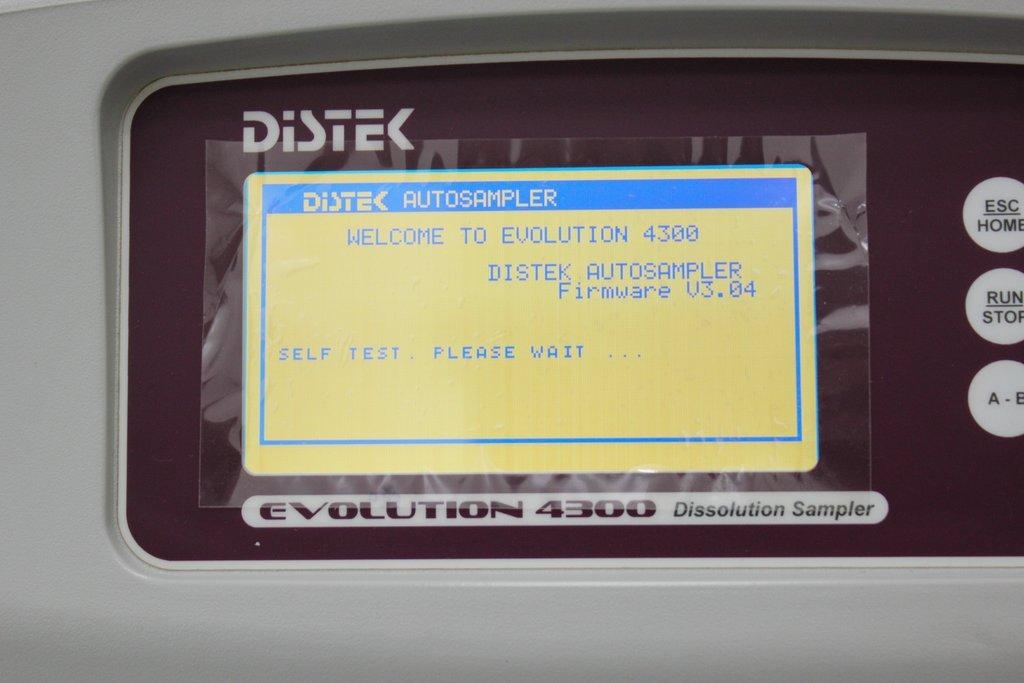 DISTEK
DISTEK AUTOSAMPLER
WELCOME TO EVOLUTION 4300
DISTEK AUTOSAMPLER
Firmware V3.04
SELF TEST. PLEASE WAIT ...
EVOLUTION 4300 Dissolution Sampler
ESC
HOME
RUN
STOP
A - B